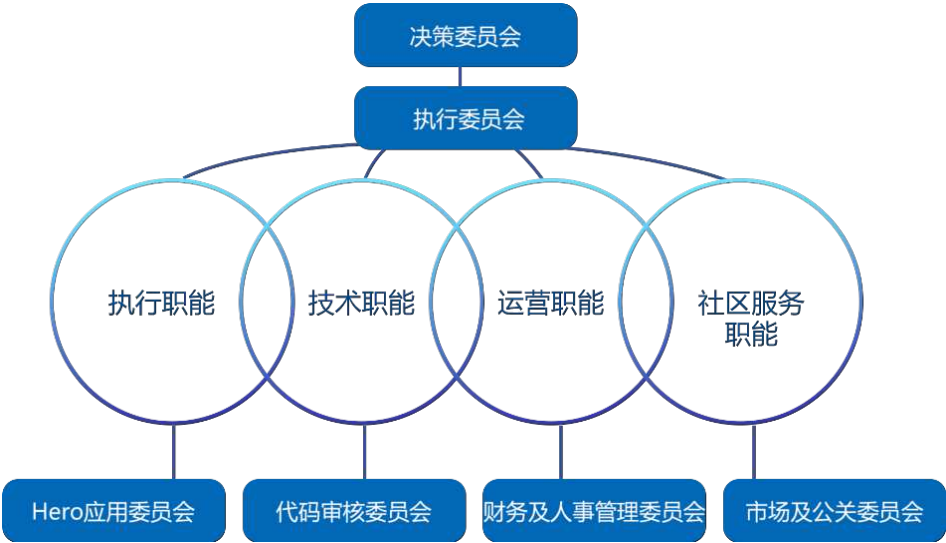 决策委员会
执行委员会
执行职能
技术职能
运营职能
社区服务
职能
Hero应用委员会
代码审核委员会
财务及人事管理委员会
市场及公关委员会